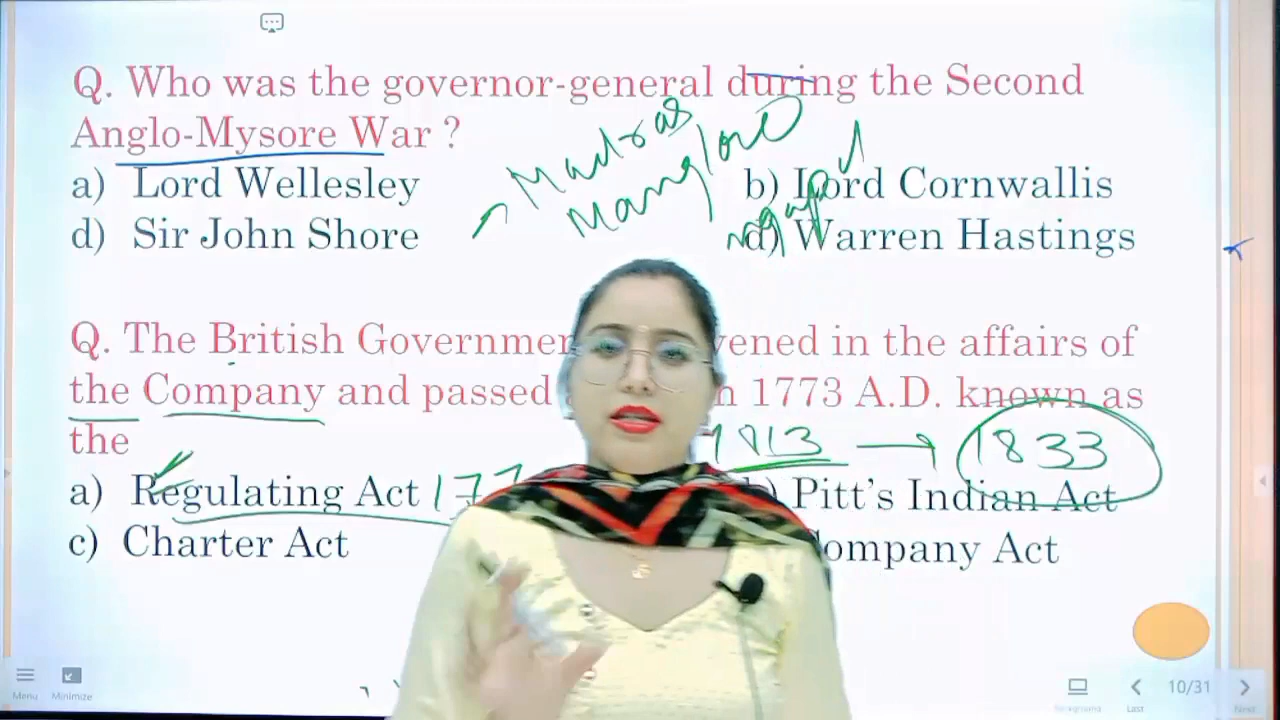 Q. Who was the governor-general during the Second
Anglo-Mysore War ?
Madras
Manglore
a) Lord Wellesley
b) Lord Cornwallis
d) Sir John Shore
d) Warren Hastings
Q. The British Governmen vened in the affairs of
the Company and passed n 1773 A.D. known as
the
1813 → 1833
a) Regulating Act 177
b) Pitt's Indian Act
c) Charter Act
ompany Act
Menu
Minimize
Background
Last
10/31
Next